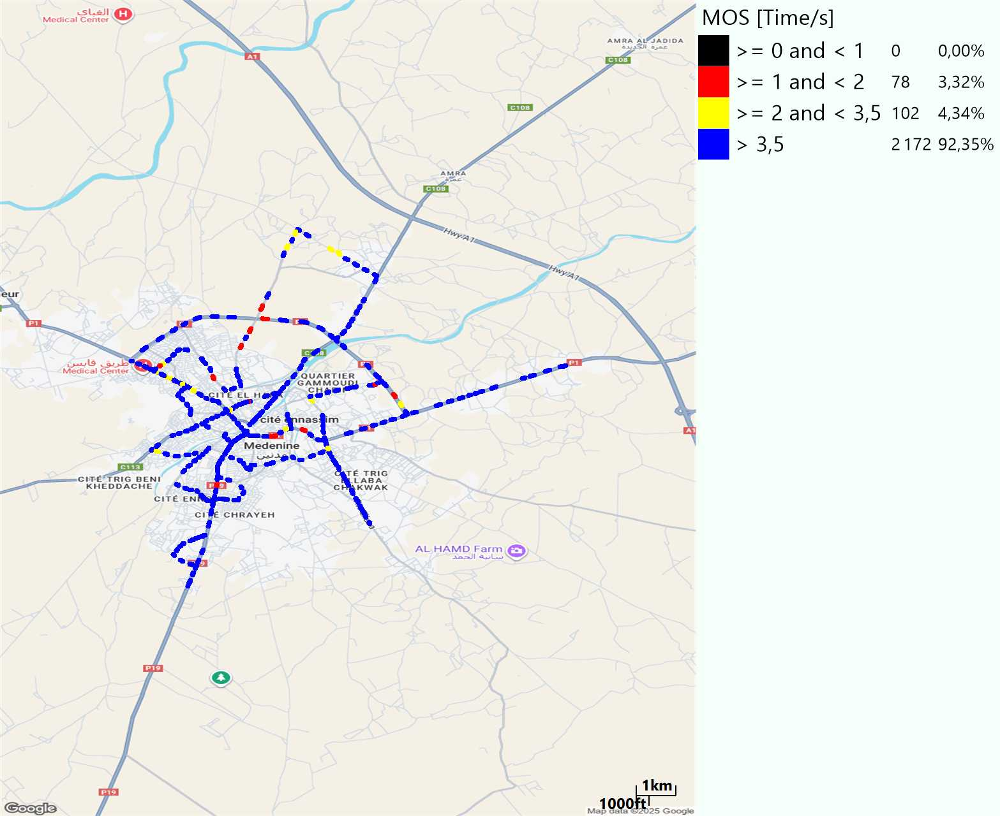 MOS [Time/s]
>= 0 and < 1 0 0,00%
>= 1 and < 2 78 3,32%
>= 2 and < 3,5 102 4,34%
> 3,5 2 172 92,35%
الغباي
Medical Center
H
A1
AMRA AL JADIDA
عمرة الجديدة
C108
C108
AMRA
عمرة
C108
Hwy A1
Hwy A1
eur
P1
طريق قابس
Medical Center
P1
QUARTIER
GAMMOUDI
CITÉ EL
cité ennassim
A1
Medenine
مدنين
C113
CITÉ TRIG BENI
KHEDDACHE
CITÉ TRIG
ELLABA
CHAKWAK
CITÉ CHRAYEH
AL HAMD Farm
سانية الحمد
P19
P19
1km
1000ft
Google
Map data ©2025 Google